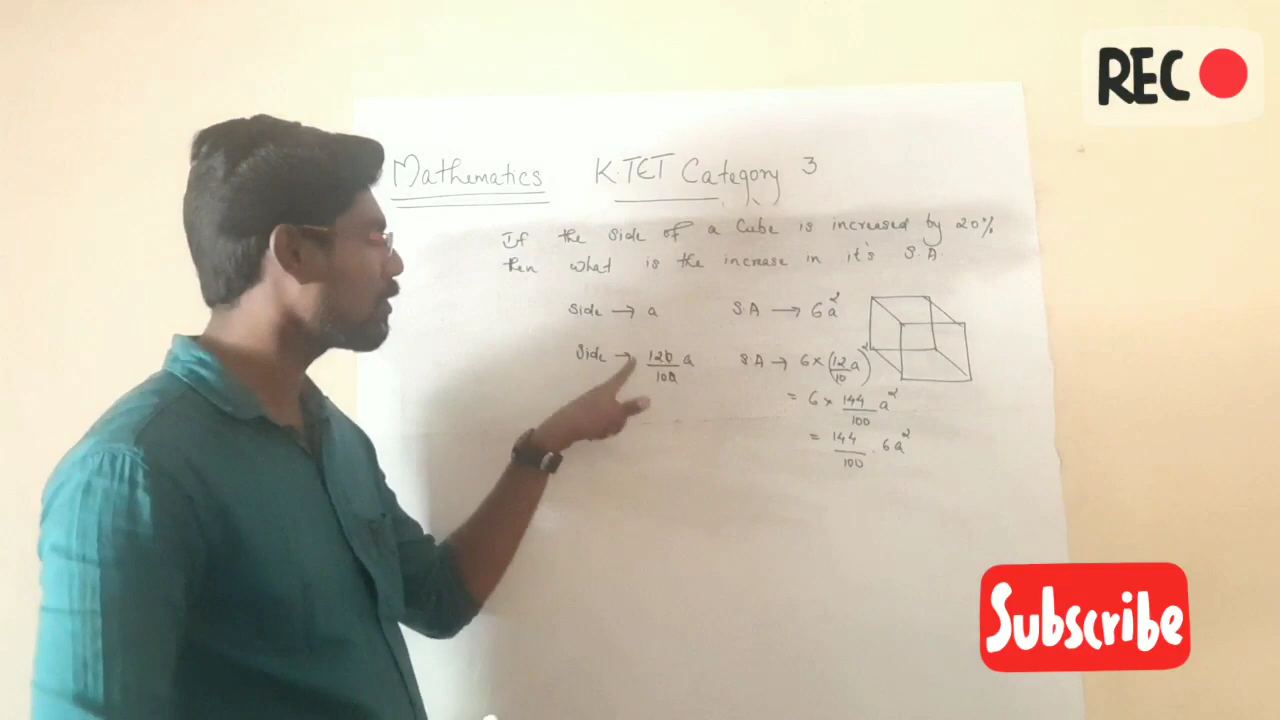 REC
Mathematics K.TET Category 3
If the side of a Cube is increased by 20%
then what is the increase in it's S.A.
Side → a S.A → 6a²
Side → 120/100 a S.A → 6 × (12/10 a)²
= 6 × 144/100 a²
= 144/100 . 6a²
Subscribe